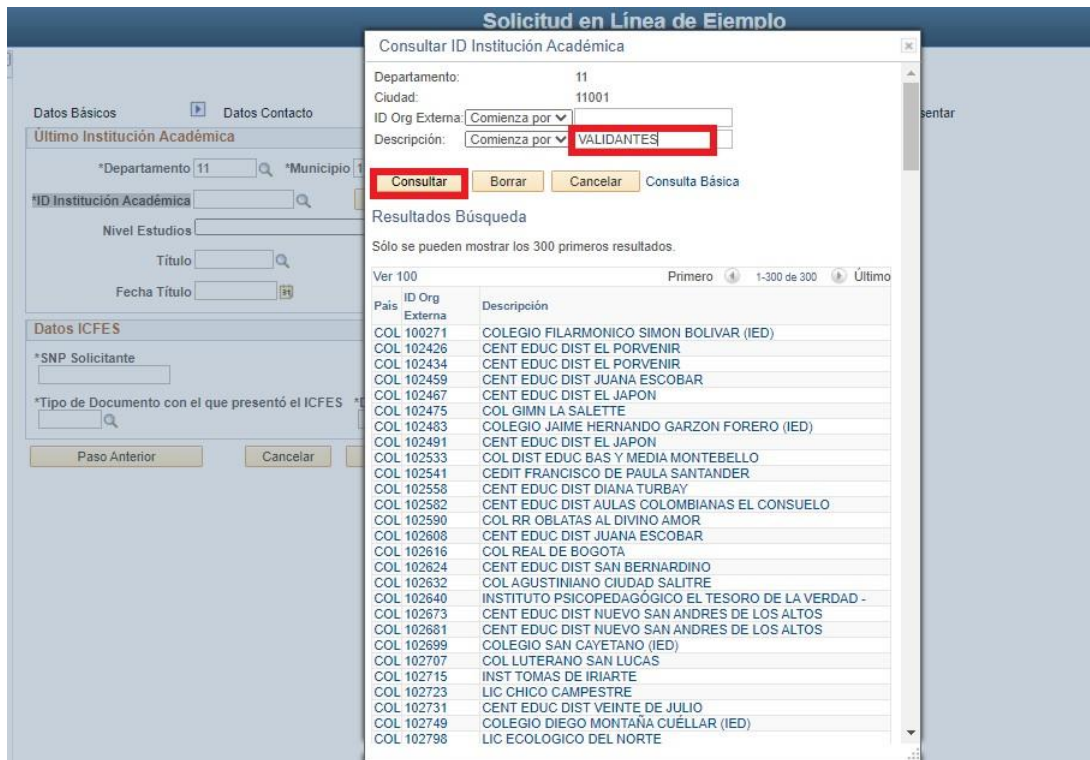 Solicitud en Línea de Ejemplo
Consultar ID Institución Académica
Departamento: 11
Ciudad: 11001
ID Org Externa: Comienza por
Descripción: Comienza por VALIDANTES
Consultar Borrar Cancelar Consulta Básica
Resultados Búsqueda
Sólo se pueden mostrar los 300 primeros resultados.
Ver 100 Primero 1-300 de 300 Último
País ID Org Externa Descripción
COL 100271 COLEGIO FILARMONICO SIMON BOLIVAR (IED)
COL 102426 CENT EDUC DIST EL PORVENIR
COL 102434 CENT EDUC DIST EL PORVENIR
COL 102459 CENT EDUC DIST JUANA ESCOBAR
COL 102467 CENT EDUC DIST EL JAPON
COL 102475 COL GIMN LA SALETTE
COL 102483 COLEGIO JAIME HERNANDO GARZON FORERO (IED)
COL 102491 CENT EDUC DIST EL JAPON
COL 102533 COL DIST EDUC BAS Y MEDIA MONTEBELLO
COL 102541 CEDIT FRANCISCO DE PAULA SANTANDER
COL 102558 CENT EDUC DIST DIANA TURBAY
COL 102582 CENT EDUC DIST AULAS COLOMBIANAS EL CONSUELO
COL 102590 COL RR OBLATAS AL DIVINO AMOR
COL 102608 CENT EDUC DIST JUANA ESCOBAR
COL 102616 COL REAL DE BOGOTA
COL 102624 CENT EDUC DIST SAN BERNARDINO
COL 102632 COL AGUSTINIANO CIUDAD SALITRE
COL 102640 INSTITUTO PSICOPEDAGÓGICO EL TESORO DE LA VERDAD -
COL 102673 CENT EDUC DIST NUEVO SAN ANDRES DE LOS ALTOS
COL 102681 CENT EDUC DIST NUEVO SAN ANDRES DE LOS ALTOS
COL 102699 COLEGIO SAN CAYETANO (IED)
COL 102707 COL LUTERANO SAN LUCAS
COL 102715 INST TOMAS DE IRIARTE
COL 102723 LIC CHICO CAMPESTRE
COL 102731 CENT EDUC DIST VEINTE DE JULIO
COL 102749 COLEGIO DIEGO MONTAÑA CUÉLLAR (IED)
COL 102798 LIC ECOLOGICO DEL NORTE
Datos Básicos Datos Contacto
sentar
Último Institución Académica
*Departamento 11 *Municipio 1
*ID Institución Académica
Nivel Estudios
Título
Fecha Título
Datos ICFES
*SNP Solicitante
*Tipo de Documento con el que presentó el ICFES
Paso Anterior Cancelar